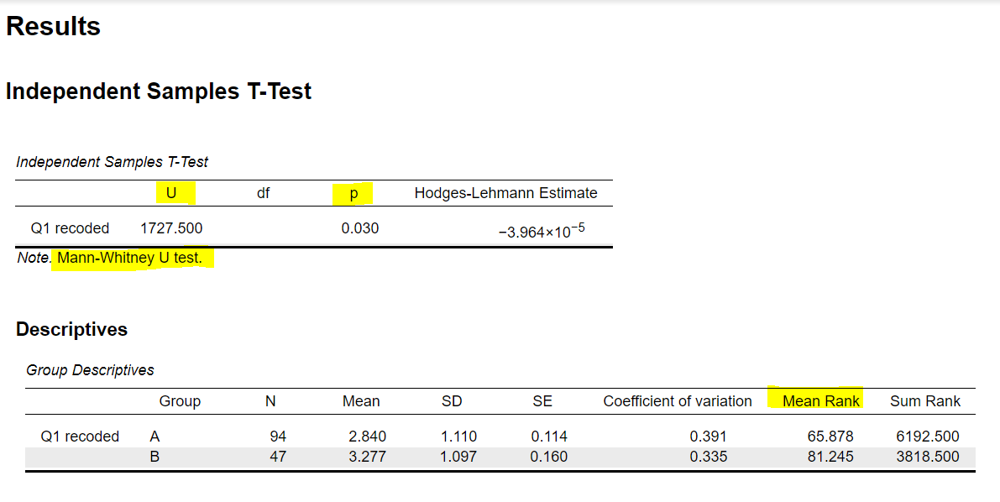 Results
Independent Samples T-Test
Independent Samples T-Test
U df p Hodges-Lehmann Estimate
Q1 recoded 1727.500 0.030 −3.964×10⁻⁵
Note. Mann-Whitney U test.
Descriptives
Group Descriptives
Group N Mean SD SE Coefficient of variation Mean Rank Sum Rank
Q1 recoded A 94 2.840 1.110 0.114 0.391 65.878 6192.500
B 47 3.277 1.097 0.160 0.335 81.245 3818.500